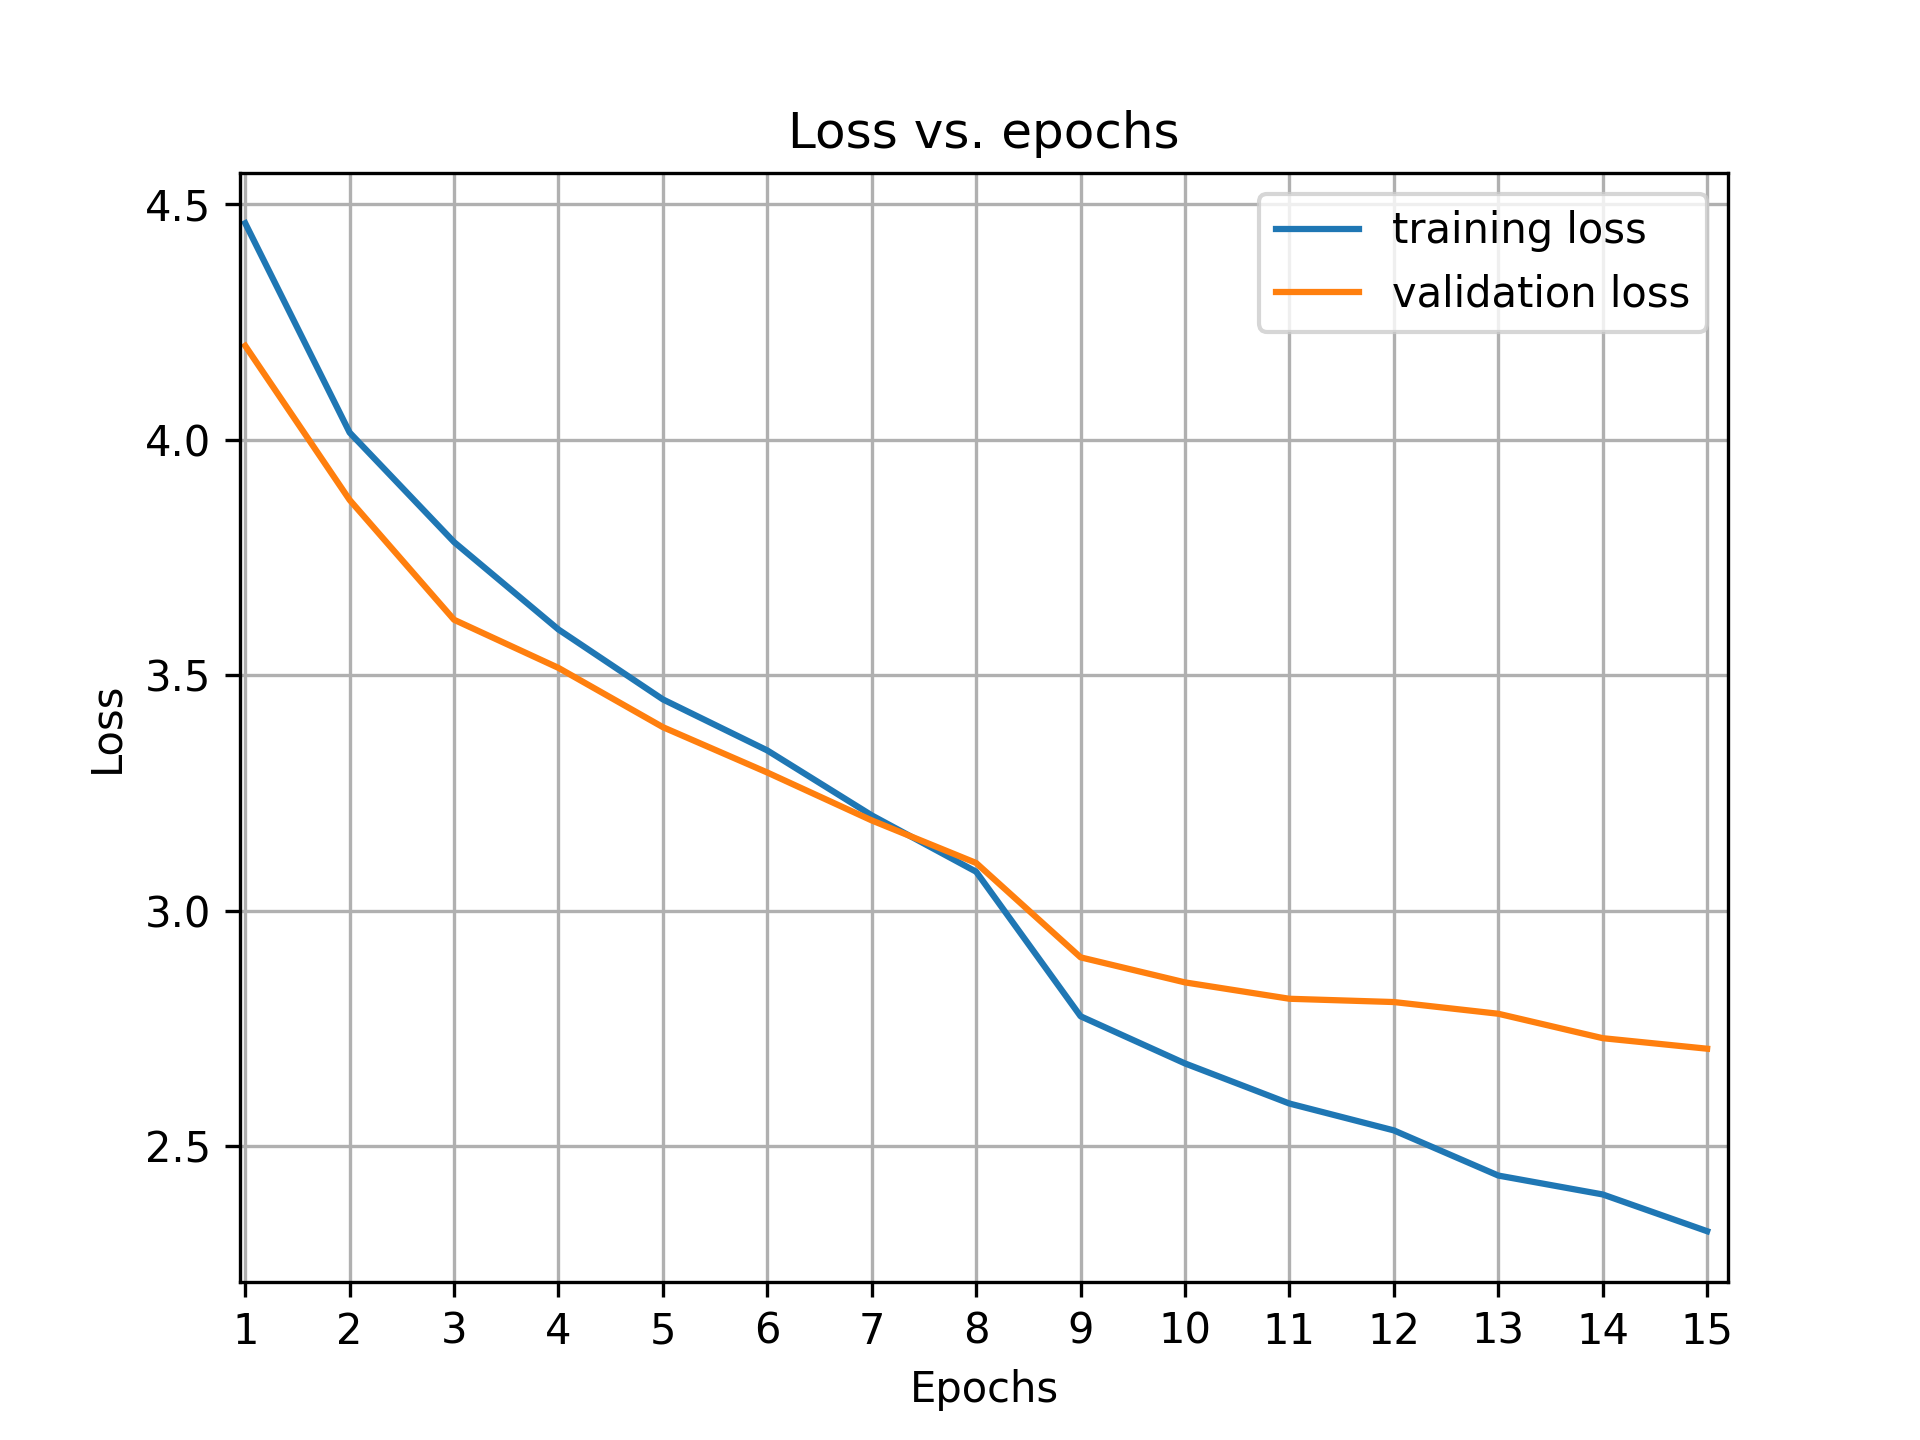 Loss vs. epochs
training loss
validation loss
4.5
4.0
3.5
3.0
2.5
Loss
1 2 3 4 5 6 7 8 9 10 11 12 13 14 15
Epochs